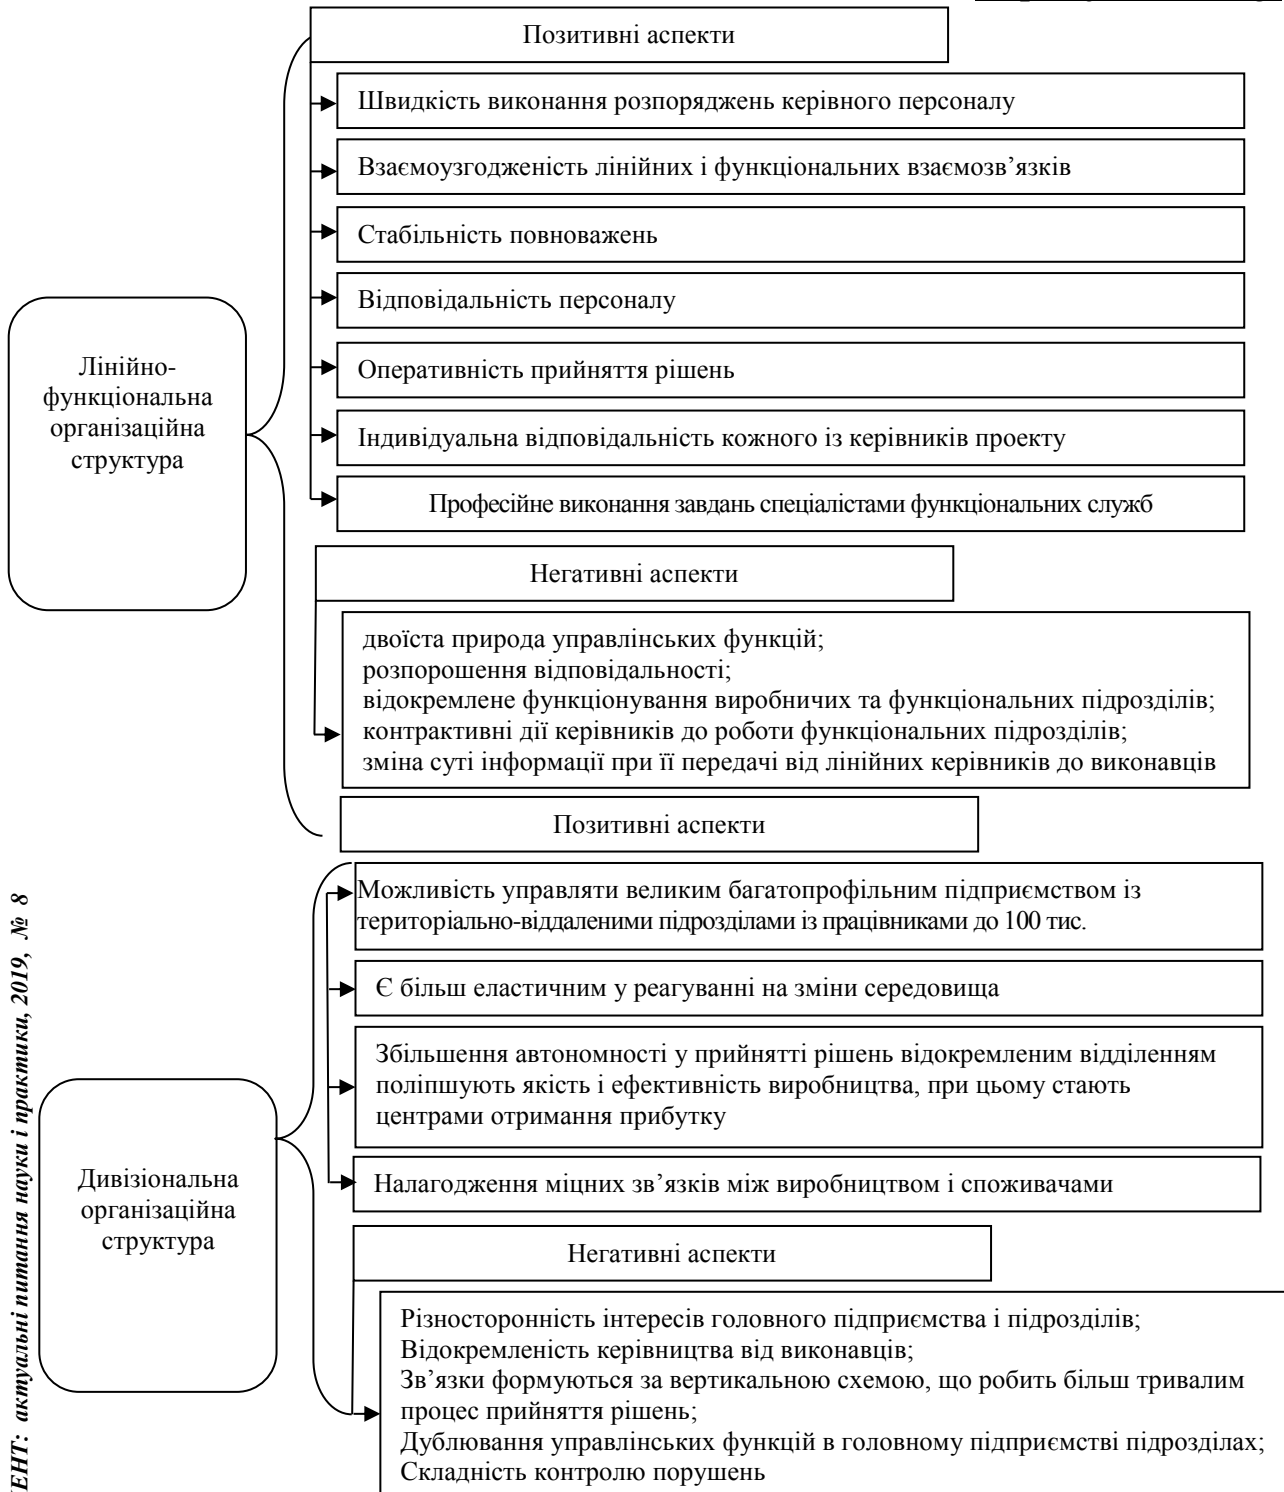 Позитивні аспекти
Швидкість виконання розпоряджень керівного персоналу
Взаємоузгодженість лінійних і функціональних взаємозв’язків
Стабільність повноважень
Відповідальність персоналу
Лінійно-
функціональна
організаційна
структура
Оперативність прийняття рішень
Індивідуальна відповідальність кожного із керівників проекту
Професійне виконання завдань спеціалістами функціональних служб
Негативні аспекти
двоїста природа управлінських функцій;
розпорошення відповідальності;
відокремлене функціонування виробничих та функціональних підрозділів;
контрактивні дії керівників до роботи функціональних підрозділів;
зміна суті інформації при її передачі від лінійних керівників до виконавців
Позитивні аспекти
Можливість управляти великим багатопрофільним підприємством із
територіально-віддаленими підрозділами із працівниками до 100 тис.
Є більш еластичним у реагуванні на зміни середовища
Збільшення автономності у прийнятті рішень відокремленим відділенням
поліпшують якість і ефективність виробництва, при цьому стають
центрами отримання прибутку
Дивізіональна
організаційна
структура
Налагодження міцних зв’язків між виробництвом і споживачами
Негативні аспекти
Різносторонність інтересів головного підприємства і підрозділів;
Відокремленість керівництва від виконавців;
Зв’язки формуються за вертикальною схемою, що робить більш тривалим
процес прийняття рішень;
Дублювання управлінських функцій в головному підприємстві підрозділах;
Складність контролю порушень
ЕНТ: актуальні питання науки і практики, 2019, № 8